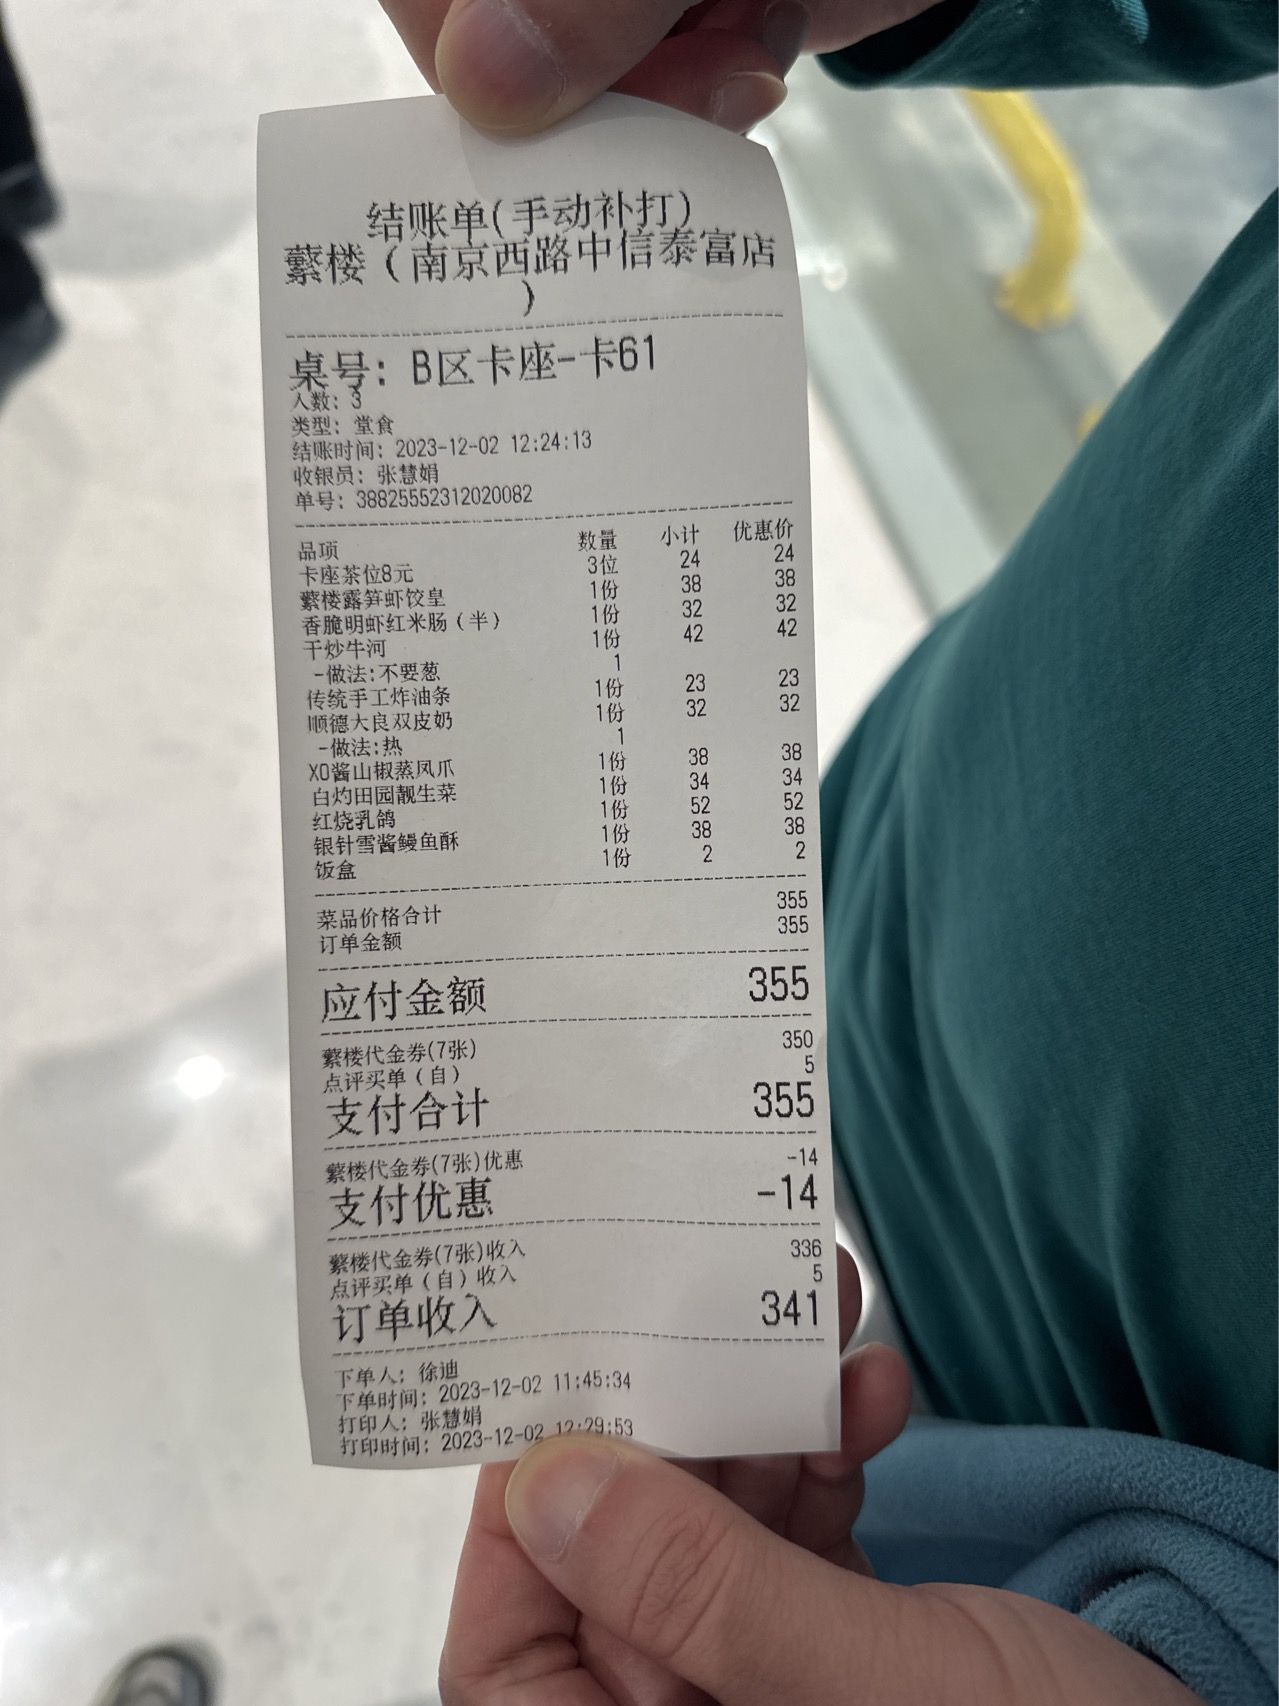 结账单(手动补打)
蘩楼（南京西路中信泰富店
）
桌号：B区卡座-卡61
人数：3
类型：堂食
结账时间：2023-12-02 12:24:13
收银员：张慧娟
单号：38825552312020082
品项 数量 小计 优惠价
卡座茶位8元 3位 24 24
蘩楼露笋虾饺皇 1份 38 38
香脆明虾红米肠（半） 1份 32 32
干炒牛河 1份 42 42
-做法:不要葱 1
传统手工炸油条 1份 23 23
顺德大良双皮奶 1份 32 32
-做法:热 1
XO酱山椒蒸凤爪 1份 38 38
白灼田园靓生菜 1份 34 34
红烧乳鸽 1份 52 52
银针雪酱鳗鱼酥 1份 38 38
饭盒 1份 2 2
菜品价格合计 355
订单金额 355
应付金额 355
蘩楼代金券(7张) 350
点评买单（自） 5
支付合计 355
蘩楼代金券(7张)优惠 -14
支付优惠 -14
蘩楼代金券(7张)收入 336
点评买单（自）收入 5
订单收入 341
下单人：徐迪
下单时间：2023-12-02 11:45:34
打印人：张慧娟
打印时间：2023-12-02 12:29:53